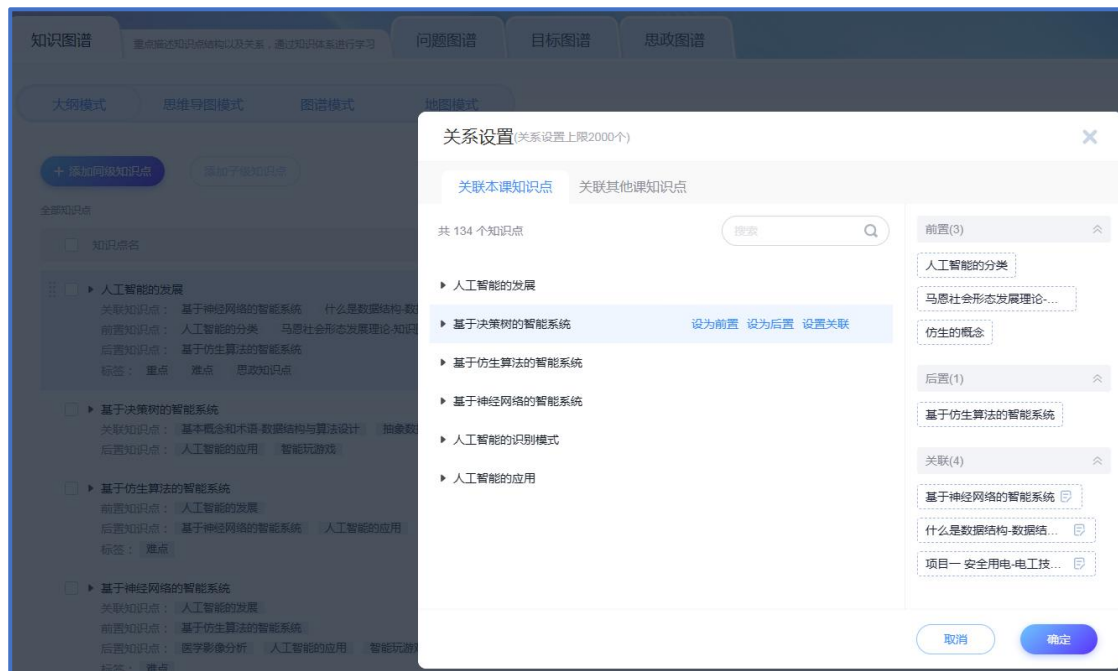 知识图谱
重点描述知识点结构以及关系，通过知识体系进行学习
问题图谱
目标图谱
思政图谱
大纲模式
思维导图模式
图谱模式
地图模式
+ 添加同级知识点
添加子级知识点
全部知识点
知识点名
人工智能的发展
关联知识点： 基于神经网络的智能系统 什么是数据结构-数
前置知识点： 人工智能的分类 马恩社会形态发展理论-知识
后置知识点： 基于仿生算法的智能系统
标签： 重点 难点 思政知识点
基于决策树的智能系统
关联知识点： 基本概念和术语-数据结构与算法设计 抽象数
后置知识点： 人工智能的应用 智能玩游戏
基于仿生算法的智能系统
前置知识点： 人工智能的发展
后置知识点： 基于神经网络的智能系统 人工智能的应用
标签： 难点
基于神经网络的智能系统
关联知识点： 人工智能的发展
前置知识点： 基于仿生算法的智能系统
后置知识点： 医学影像分析 人工智能的应用 智能玩游
标签： 难点
关系设置(关系设置上限2000个)
关联本课知识点 关联其他课知识点
共 134 个知识点
搜索
人工智能的发展
基于决策树的智能系统 设为前置 设为后置 设置关联
基于仿生算法的智能系统
基于神经网络的智能系统
人工智能的识别模式
人工智能的应用
前置(3)
人工智能的分类
马恩社会形态发展理论-...
仿生的概念
后置(1)
基于仿生算法的智能系统
关联(4)
基于神经网络的智能系统
什么是数据结构-数据结...
项目一 安全用电-电工技...
取消 确定